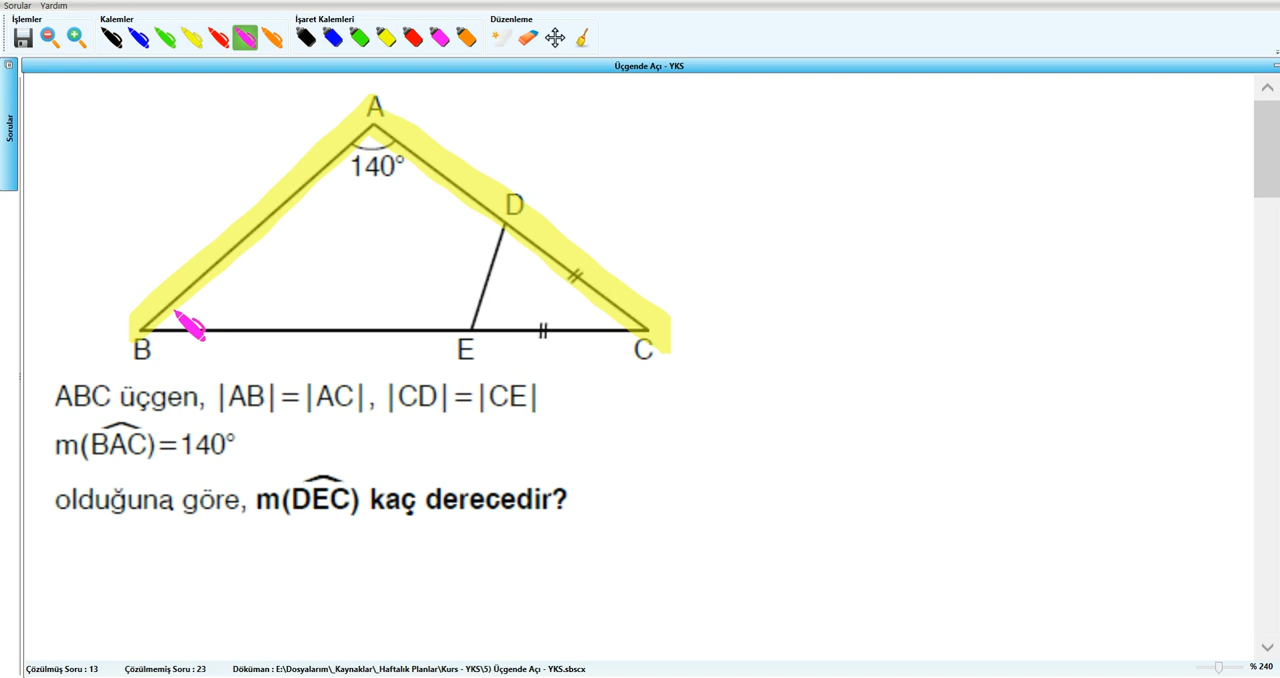 Sorular Yardım
İşlemler Kalemler İşaret Kalemleri Düzenleme
Üçgende Açı - YKS
Sorular
A
140°
D
B E C
ABC üçgen, |AB|=|AC|, |CD|=|CE|
m(BAC)=140°
olduğuna göre, m(DEC) kaç derecedir?
Çözülmüş Soru : 13 Çözülmemiş Soru : 23 Döküman : E:\Dosyalarım\_Kaynaklar\_Haftalık Planlar\Kurs - YKS\5) Üçgende Açı - YKS.sbscx % 240